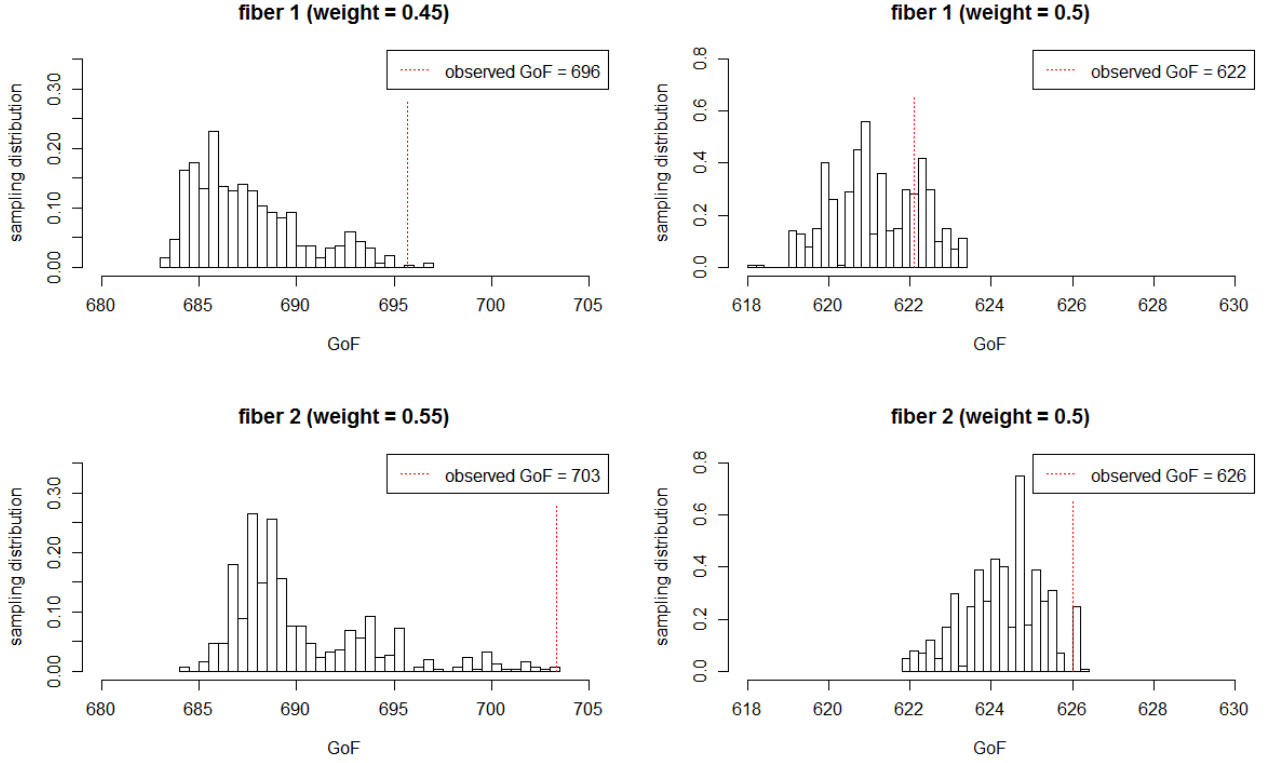 fiber 1 (weight = 0.45)
observed GoF = 696
sampling distribution
0.00 0.10 0.20 0.30
680 685 690 695 700 705
GoF
fiber 1 (weight = 0.5)
observed GoF = 622
sampling distribution
0.0 0.2 0.4 0.6 0.8
618 620 622 624 626 628 630
GoF
fiber 2 (weight = 0.55)
observed GoF = 703
sampling distribution
0.00 0.10 0.20 0.30
680 685 690 695 700 705
GoF
fiber 2 (weight = 0.5)
observed GoF = 626
sampling distribution
0.0 0.2 0.4 0.6 0.8
618 620 622 624 626 628 630
GoF